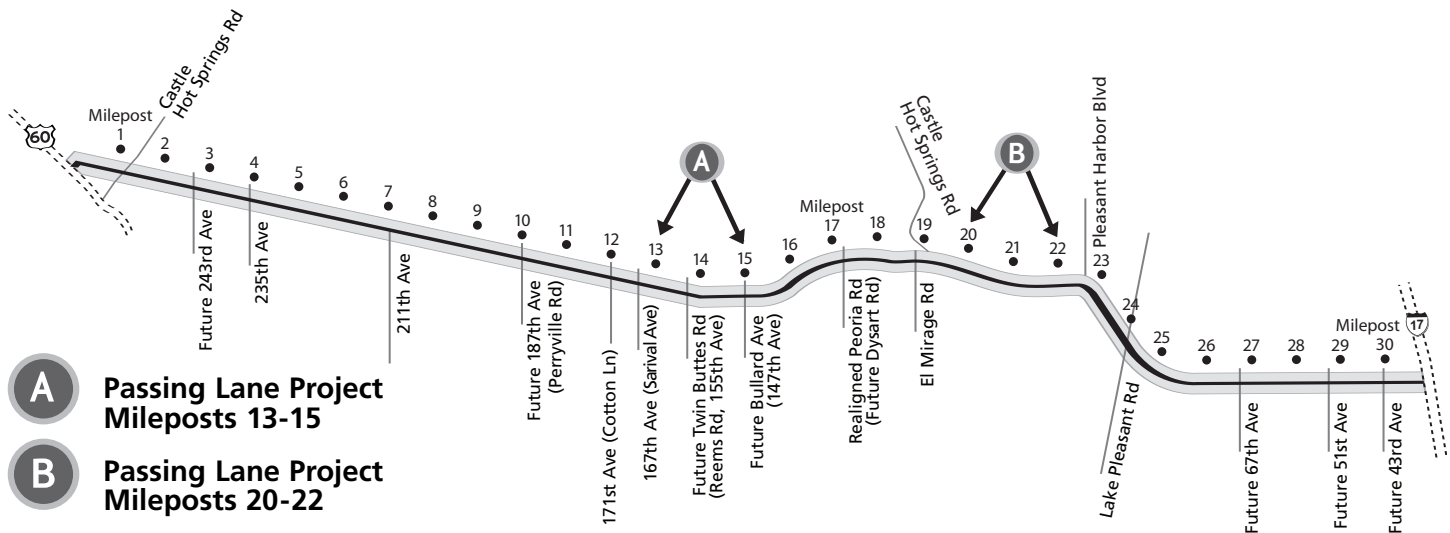 60
Milepost
Castle
Hot Springs Rd
1
2
3
4
5
6
7
8
9
10
11
12
13
14
15
16
Milepost
17
18
19
20
21
22
23
24
25
26
27
28
Milepost
29
30
17
A
B
Castle
Hot Springs Rd
Pleasant Harbor Blvd
Future 243rd Ave
235th Ave
211th Ave
Future 187th Ave
(Perryville Rd)
171st Ave (Cotton Ln)
167th Ave (Sarival Ave)
Future Twin Buttes Rd
(Reems Rd, 155th Ave)
Future Bullard Ave
(147th Ave)
Realigned Peoria Rd
(Future Dysart Rd)
El Mirage Rd
Lake Pleasant Rd
Future 67th Ave
Future 51st Ave
Future 43rd Ave
A
Passing Lane Project
Mileposts 13-15
B
Passing Lane Project
Mileposts 20-22